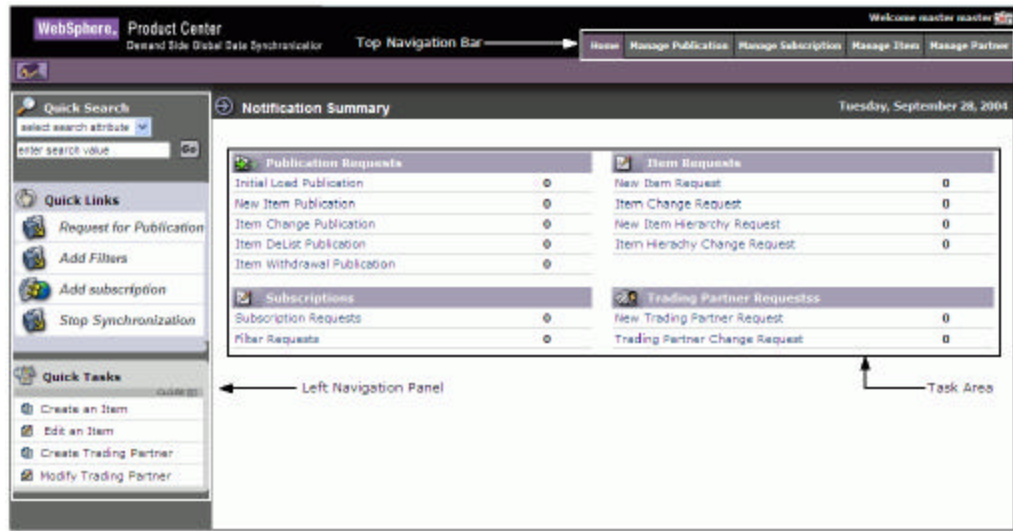 Welcome master master
WebSphere. Product Center
Demand Side Global Data Synchronization
Top Navigation Bar
Home Manage Publication Manage Subscription Manage Item Manage Partner
Quick Search
select search attribute
enter search value Go
Notification Summary
Tuesday, September 28, 2004
Publication Requests
Initial Load Publication 0
New Item Publication 0
Item Change Publication 0
Item DeList Publication 0
Item Withdrawal Publication 0
Item Requests
New Item Request 0
Item Change Request 0
New Item Hierarchy Request 0
Item Hierachy Change Request 0
Subscriptions
Subscription Requests 0
Filter Requests 0
Trading Partner Requestss
New Trading Partner Request 0
Trading Partner Change Request 0
Quick Links
Request for Publication
Add Filters
Add subscription
Stop Synchronization
Quick Tasks
Create an Item
Edit an Item
Create Trading Partner
Modify Trading Partner
Left Navigation Panel
Task Area